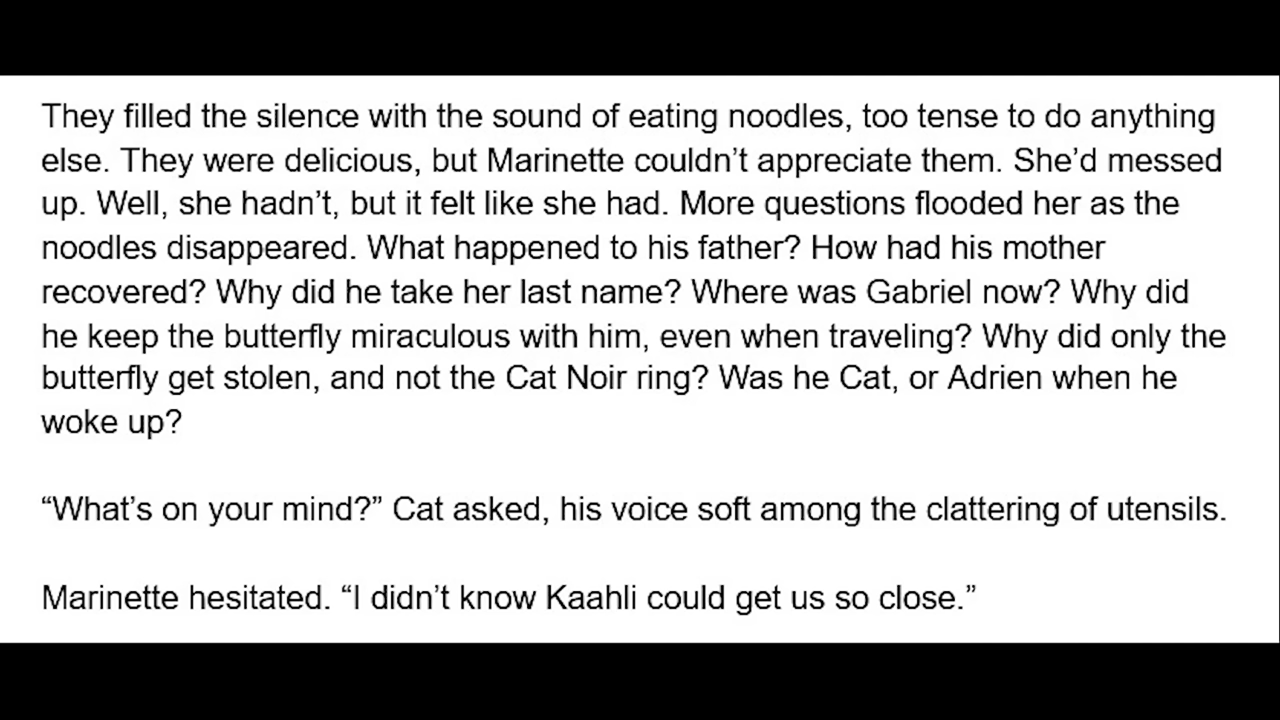 They filled the silence with the sound of eating noodles, too tense to do anything
else. They were delicious, but Marinette couldn’t appreciate them. She’d messed
up. Well, she hadn’t, but it felt like she had. More questions flooded her as the
noodles disappeared. What happened to his father? How had his mother
recovered? Why did he take her last name? Where was Gabriel now? Why did
he keep the butterfly miraculous with him, even when traveling? Why did only the
butterfly get stolen, and not the Cat Noir ring? Was he Cat, or Adrien when he
woke up?
“What’s on your mind?” Cat asked, his voice soft among the clattering of utensils.
Marinette hesitated. “I didn’t know Kaahli could get us so close.”